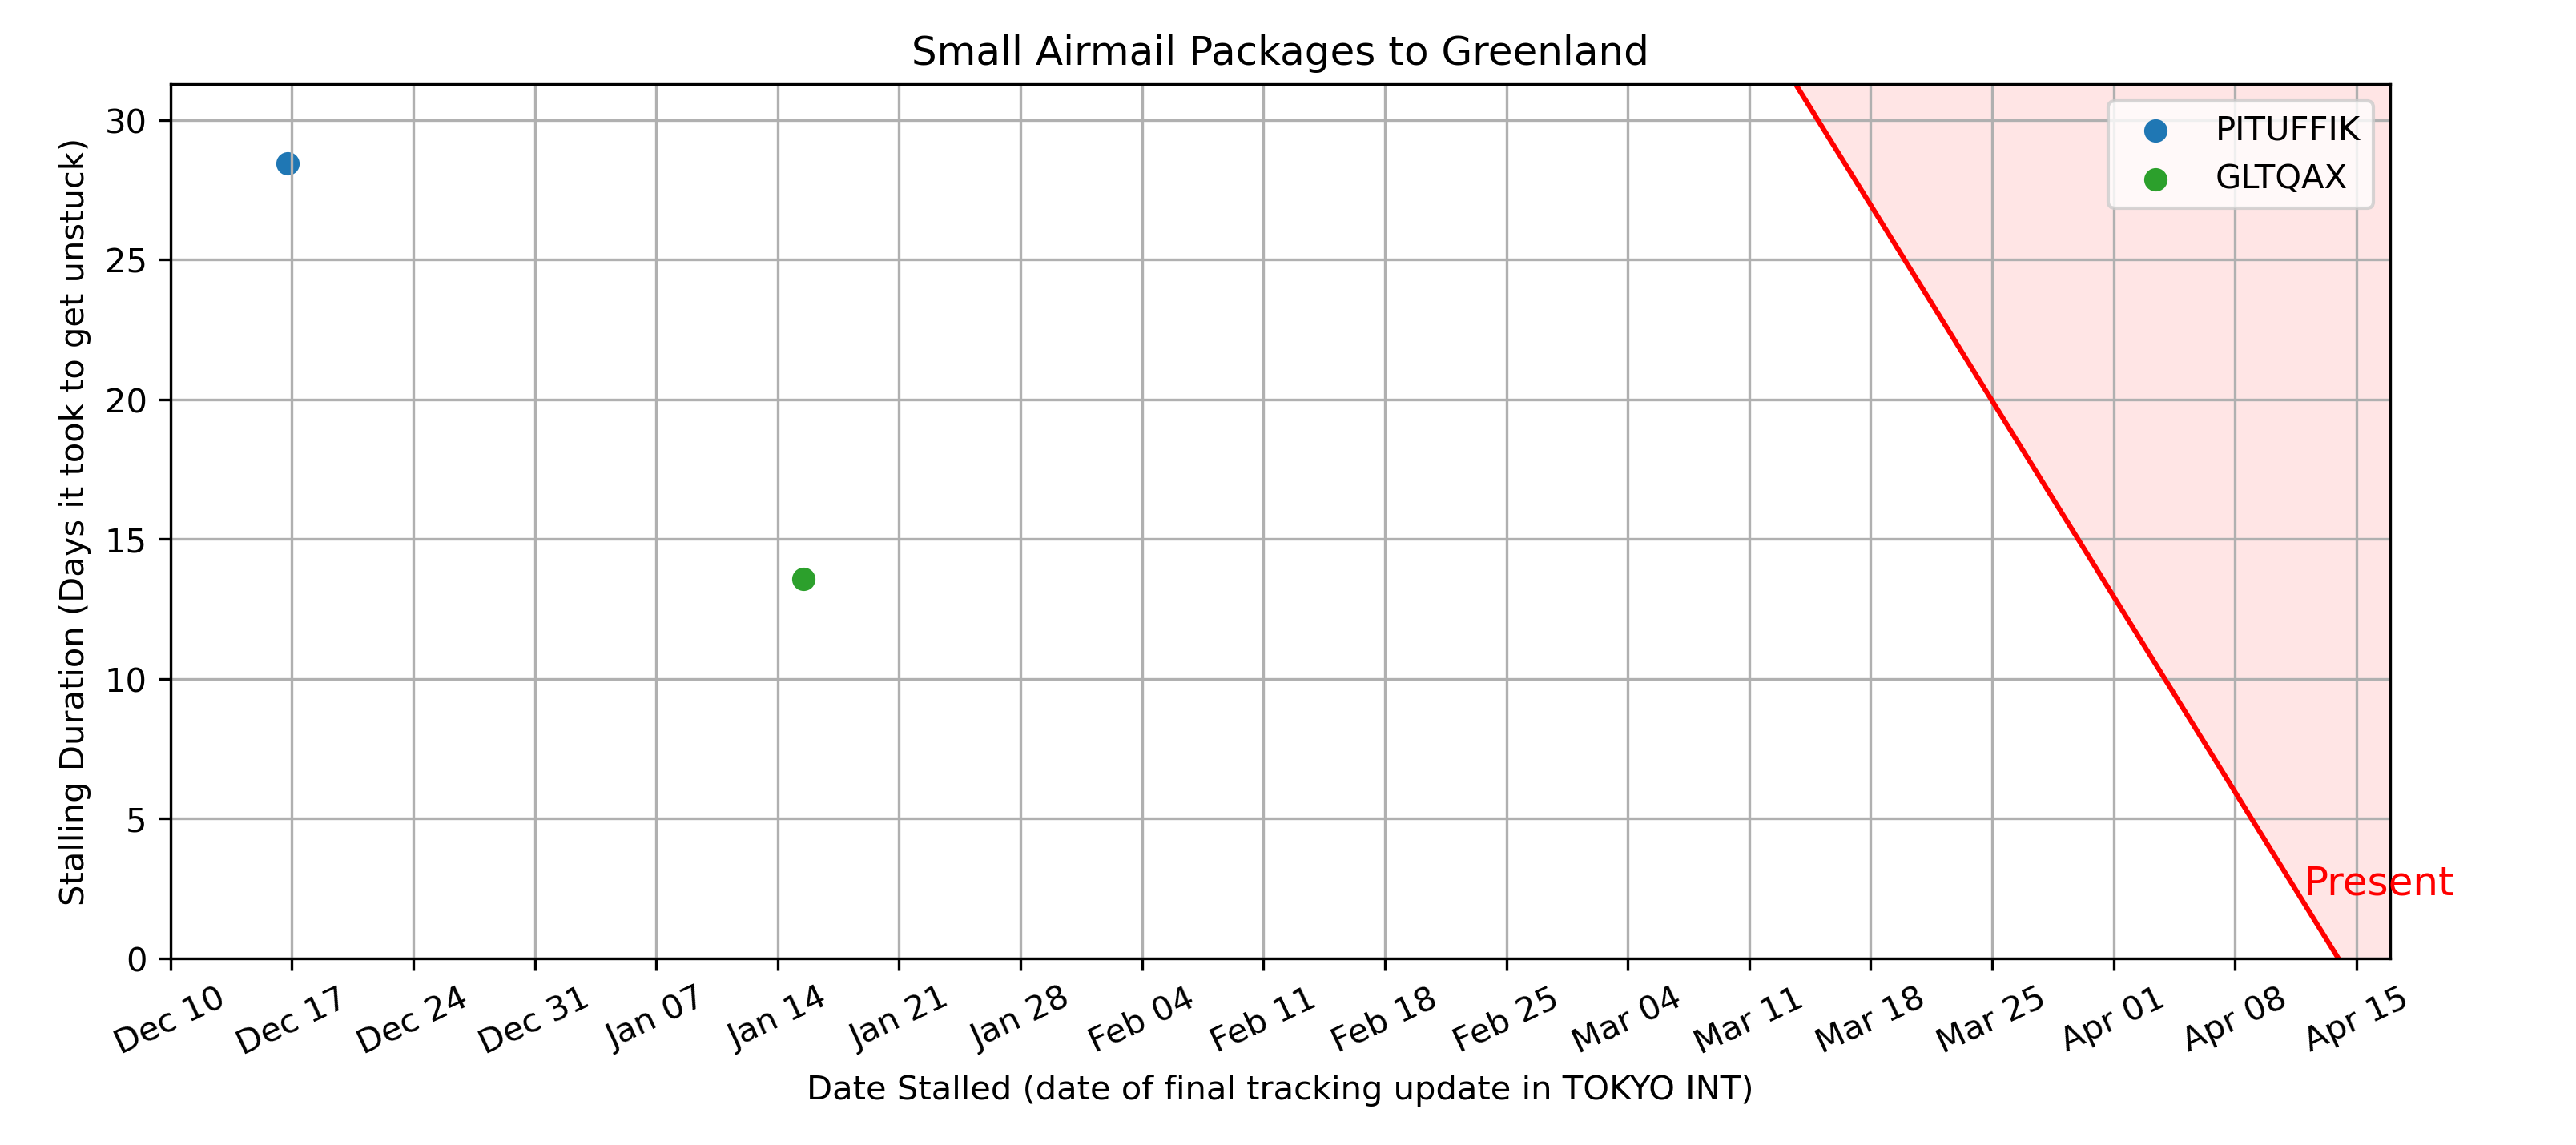 Small Airmail Packages to Greenland
Stalling Duration (Days it took to get unstuck)
30
25
20
15
10
5
0
PITUFFIK
GLTQAX
Present
Dec 10
Dec 17
Dec 24
Dec 31
Jan 07
Jan 14
Jan 21
Jan 28
Feb 04
Feb 11
Feb 18
Feb 25
Mar 04
Mar 11
Mar 18
Mar 25
Apr 01
Apr 08
Apr 15
Date Stalled (date of final tracking update in TOKYO INT)